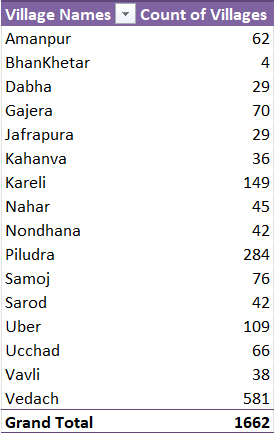 Village Names Count of Villages
Amanpur 62
BhanKhetar 4
Dabha 29
Gajera 70
Jafrapura 29
Kahanva 36
Kareli 149
Nahar 45
Nondhana 42
Piludra 284
Samoj 76
Sarod 42
Uber 109
Ucchad 66
Vavli 38
Vedach 581
Grand Total 1662